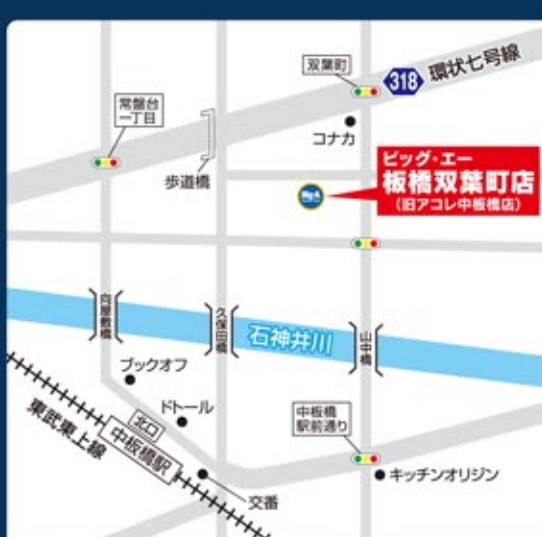 双葉町
318
環状七号線
常盤台
一丁目
コナカ
歩道橋
ビッグ・エー
板橋双葉町店
(旧アコレ中板橋店)
向屋敷橋
久保田橋
石神井川
山中橋
ブックオフ
ドトール
北口
中板橋駅
東武東上線
中板橋
駅前通り
キッチンオリジン
交番